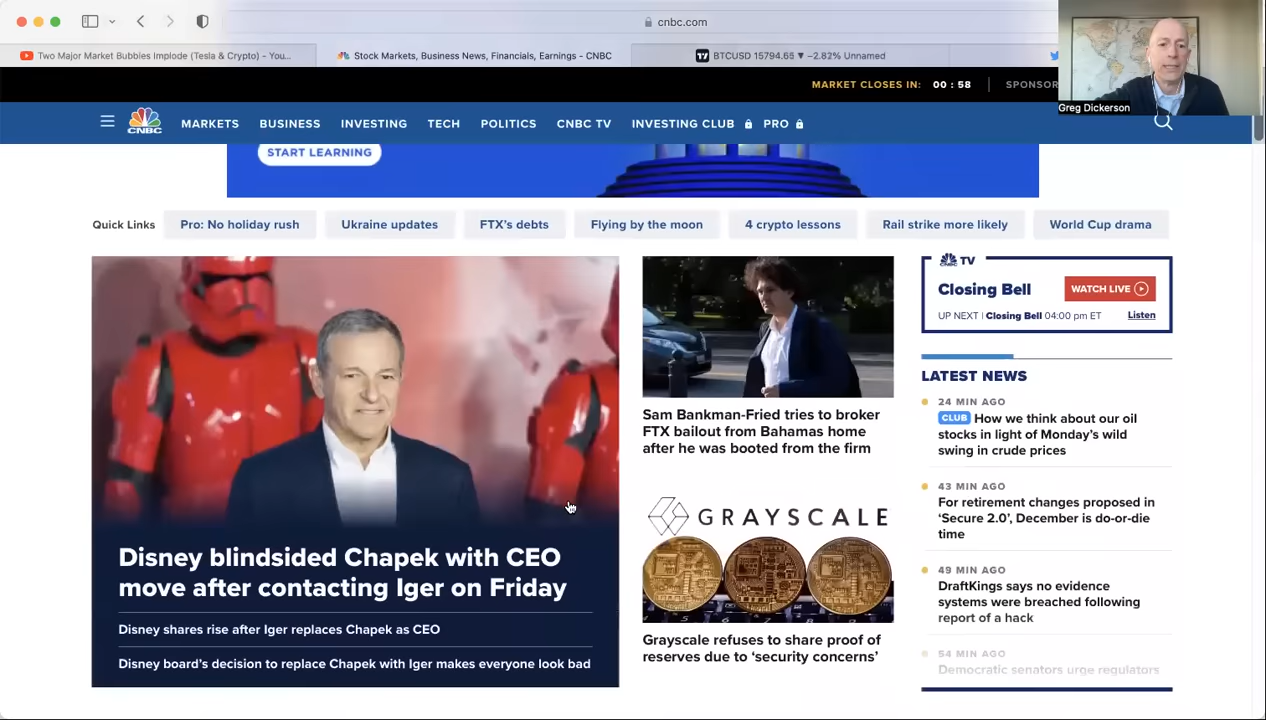 cnbc.com
Two Major Market Bubbles Implode (Tesla & Crypto) - You...
Stock Markets, Business News, Financials, Earnings - CNBC
BTCUSD 15794.65 ▼ −2.82% Unnamed
MARKET CLOSES IN: 00 : 58
SPONSOR
Greg Dickerson
CNBC
MARKETS BUSINESS INVESTING TECH POLITICS CNBC TV INVESTING CLUB PRO
START LEARNING
Quick Links
Pro: No holiday rush
Ukraine updates
FTX's debts
Flying by the moon
4 crypto lessons
Rail strike more likely
World Cup drama
Disney blindsided Chapek with CEO
move after contacting Iger on Friday
Disney shares rise after Iger replaces Chapek as CEO
Disney board's decision to replace Chapek with Iger makes everyone look bad
Sam Bankman-Fried tries to broker
FTX bailout from Bahamas home
after he was booted from the firm
GRAYSCALE
Grayscale refuses to share proof of
reserves due to ‘security concerns’
CNBC TV
Closing Bell
WATCH LIVE
UP NEXT | Closing Bell 04:00 pm ET
Listen
LATEST NEWS
24 MIN AGO
CLUB How we think about our oil
stocks in light of Monday's wild
swing in crude prices
43 MIN AGO
For retirement changes proposed in
‘Secure 2.0’, December is do-or-die
time
49 MIN AGO
DraftKings says no evidence
systems were breached following
report of a hack
54 MIN AGO
Democratic senators urge regulators